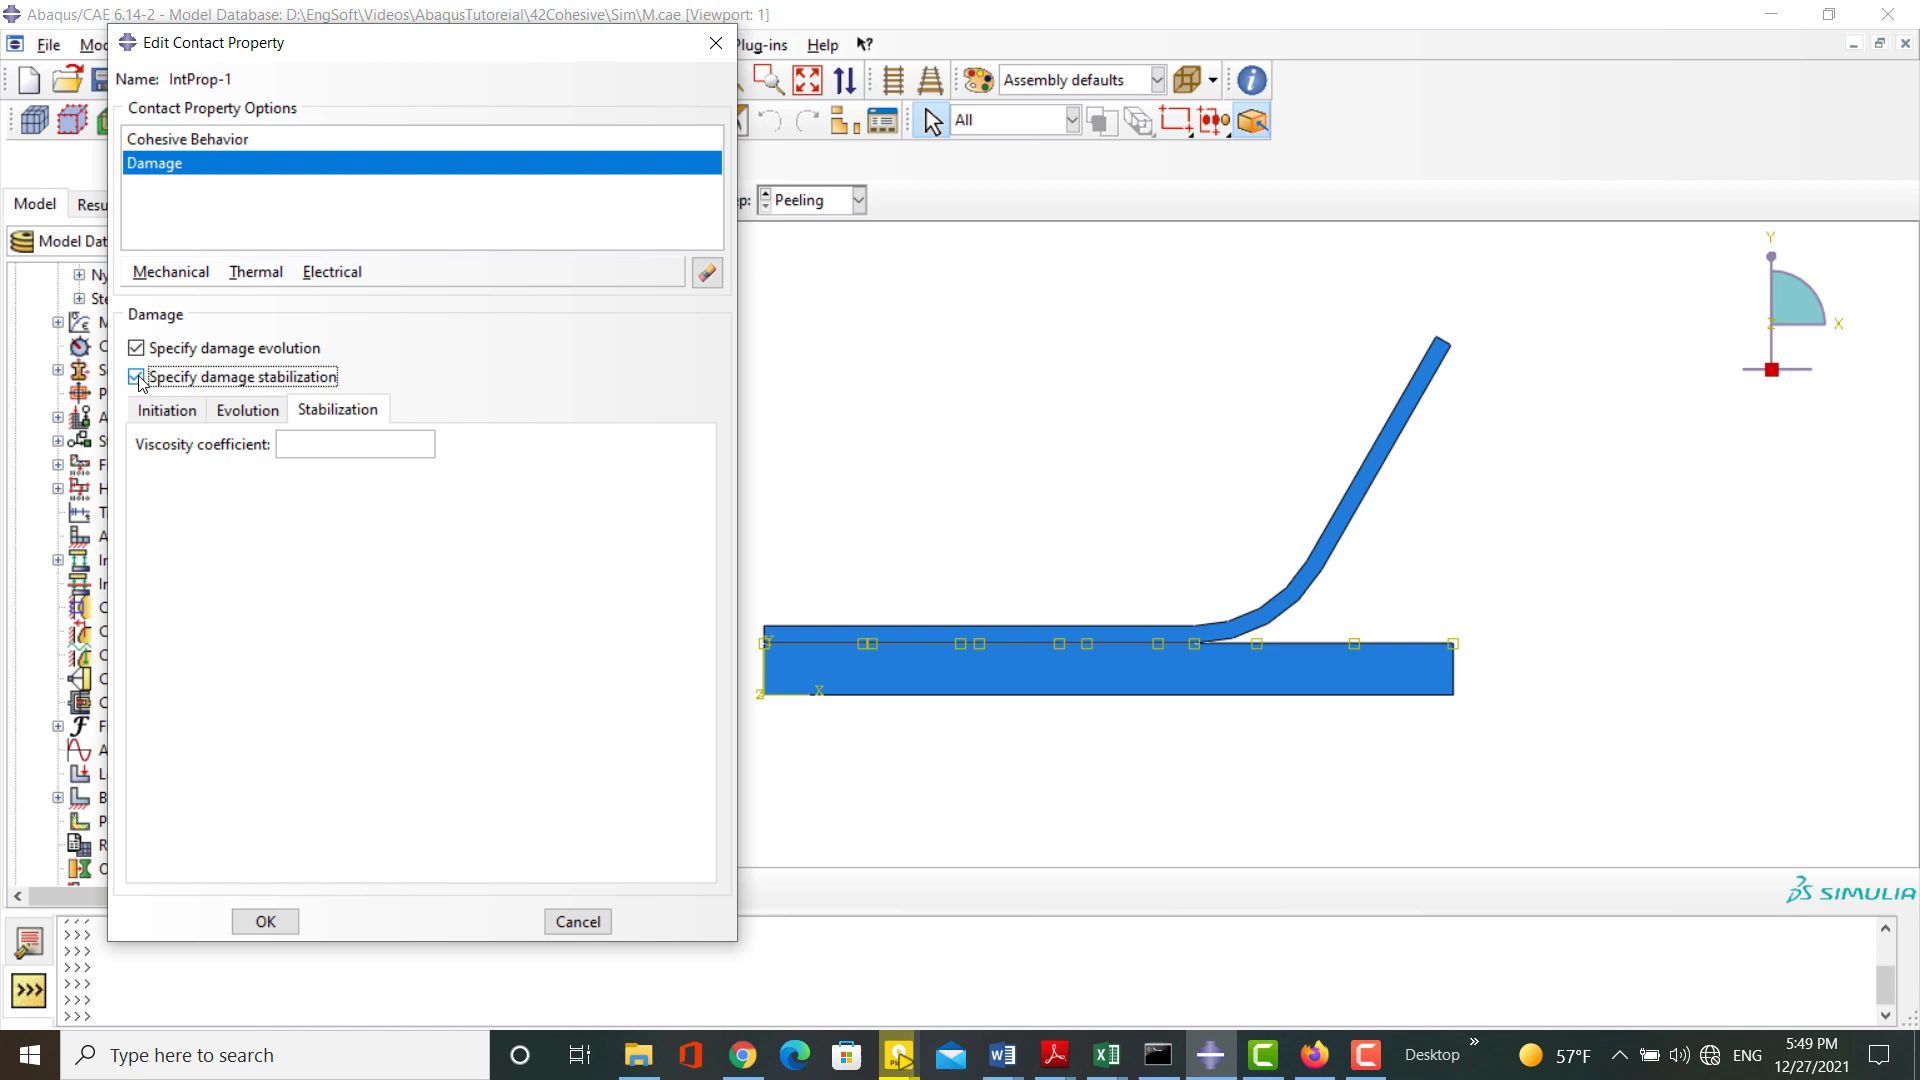 Abaqus/CAE 6.14-2 - Model Database: D:\EngSoft\Videos\AbaqusTutoreial\42Cohesive\Sim\M.cae [Viewport: 1]
File
Plug-ins
Help
Edit Contact Property
Name: IntProp-1
Assembly defaults
Contact Property Options
Cohesive Behavior
Damage
All
Model
Peeling
Mechanical
Thermal
Electrical
Damage
Specify damage evolution
Specify damage stabilization
Initiation
Evolution
Stabilization
Viscosity coefficient:
Y
X
Z
Y
X
Z
OK
Cancel
SIMULIA
>>>
>>>
>>>
>>>
>>>
>>>
>>>
Type here to search
Desktop
57°F
ENG
5:49 PM
12/27/2021